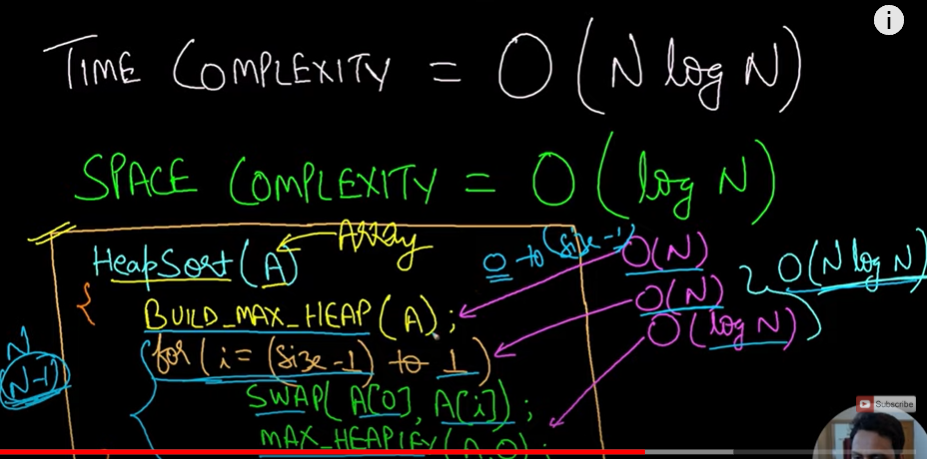 TIME COMPLEXITY = O(N log N)
SPACE COMPLEXITY = O(log N)
HeapSort(A) Array 0 to (size-1) O(N) O(N log N)
BUILD_MAX_HEAP(A); O(N)
for(i=(size-1) to 1) O(log N)
N
(N-1)
SWAP(A[0], A[i]);
MAX_HEAPIFY(A,0);
Subscribe
i